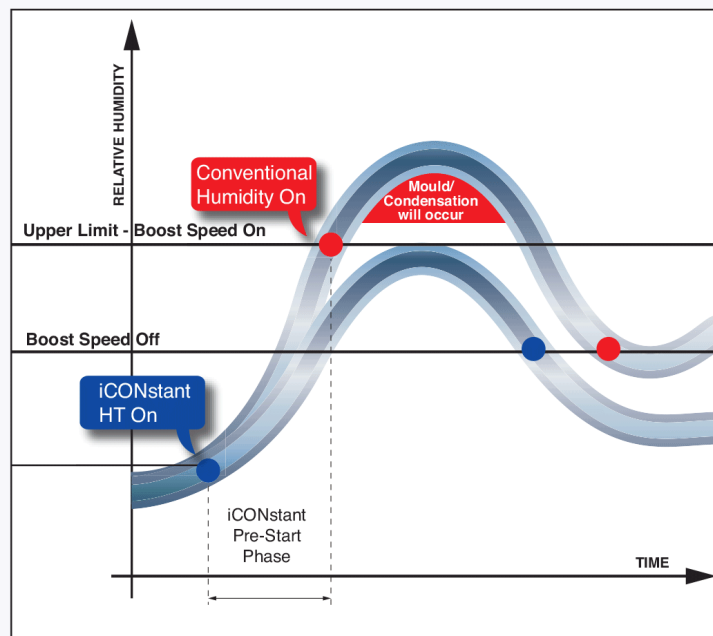 RELATIVE HUMIDITY
Conventional
Humidity On
Mould/
Condensation
will occur
Upper Limit - Boost Speed On
Boost Speed Off
iCONstant
HT On
iCONstant
Pre-Start
Phase
TIME